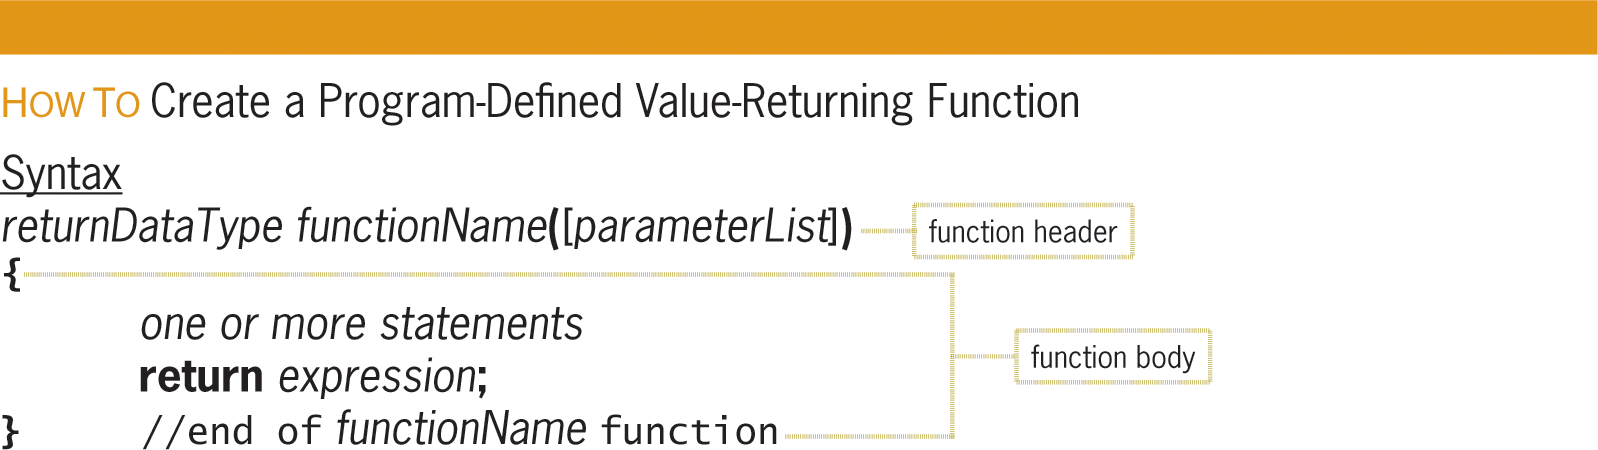 HOW TO Create a Program-Defined Value-Returning Function
Syntax
returnDataType functionName([parameterList])
function header
{
one or more statements
return expression;
function body
} //end of functionName function